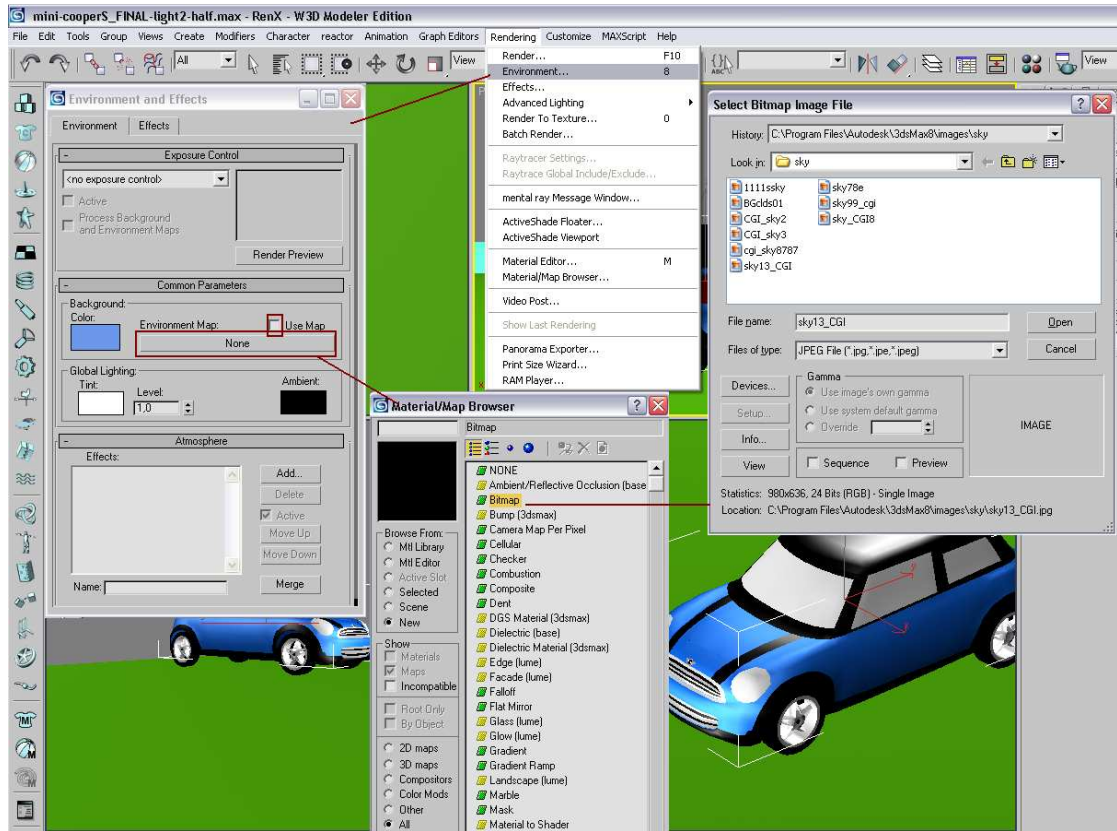 mini-cooperS_FINAL-light2-half.max - RenX - W3D Modeler Edition
File Edit Tools Group Views Create Modifiers Character reactor Animation Graph Editors Rendering Customize MAXScript Help
All
View
View
Render... F10
Environment... 8
Effects...
Advanced Lighting
Render To Texture... 0
Batch Render...
Raytracer Settings...
Raytrace Global Include/Exclude...
mental ray Message Window...
ActiveShade Floater...
ActiveShade Viewport
Material Editor... M
Material/Map Browser...
Video Post...
Show Last Rendering
Panorama Exporter...
Print Size Wizard...
RAM Player...
Environment and Effects
Environment Effects
Exposure Control
<no exposure control>
Active
Process Background
and Environment Maps
Render Preview
Common Parameters
Background:
Color:
Environment Map: Use Map
None
Global Lighting:
Tint: Level: Ambient:
1,0
Atmosphere
Effects:
Add...
Delete
Active
Move Up
Move Down
Name:
Merge
Material/Map Browser
Bitmap
NONE
Ambient/Reflective Occlusion (base
Bitmap
Bump (3dsmax)
Camera Map Per Pixel
Cellular
Checker
Combustion
Composite
Dent
DGS Material (3dsmax)
Dielectric (base)
Dielectric Material (3dsmax)
Edge (lume)
Facade (lume)
Falloff
Flat Mirror
Glass (lume)
Glow (lume)
Gradient
Gradient Ramp
Landscape (lume)
Marble
Mask
Material to Shader
Browse From:
Mtl Library
Mtl Editor
Active Slot
Selected
Scene
New
Show
Materials
Maps
Incompatible
Root Only
By Object
2D maps
3D maps
Compositors
Color Mods
Other
All
Select Bitmap Image File
History: C:\Program Files\Autodesk\3dsMax8\images\sky
Look in: sky
1111ssky
BGclds01
CGI_sky2
CGI_sky3
cgi_sky8787
sky13_CGI
sky78e
sky99_cgi
sky_CGI8
File name: sky13_CGI Open
Files of type: JPEG File (*.jpg,*.jpe,*.jpeg) Cancel
Devices...
Setup...
Info...
View
Gamma
Use image's own gamma
Use system default gamma
Override
Sequence Preview
IMAGE
Statistics: 980x636, 24 Bits (RGB) - Single Image
Location: C:\Program Files\Autodesk\3dsMax8\images\sky\sky13_CGI.jpg